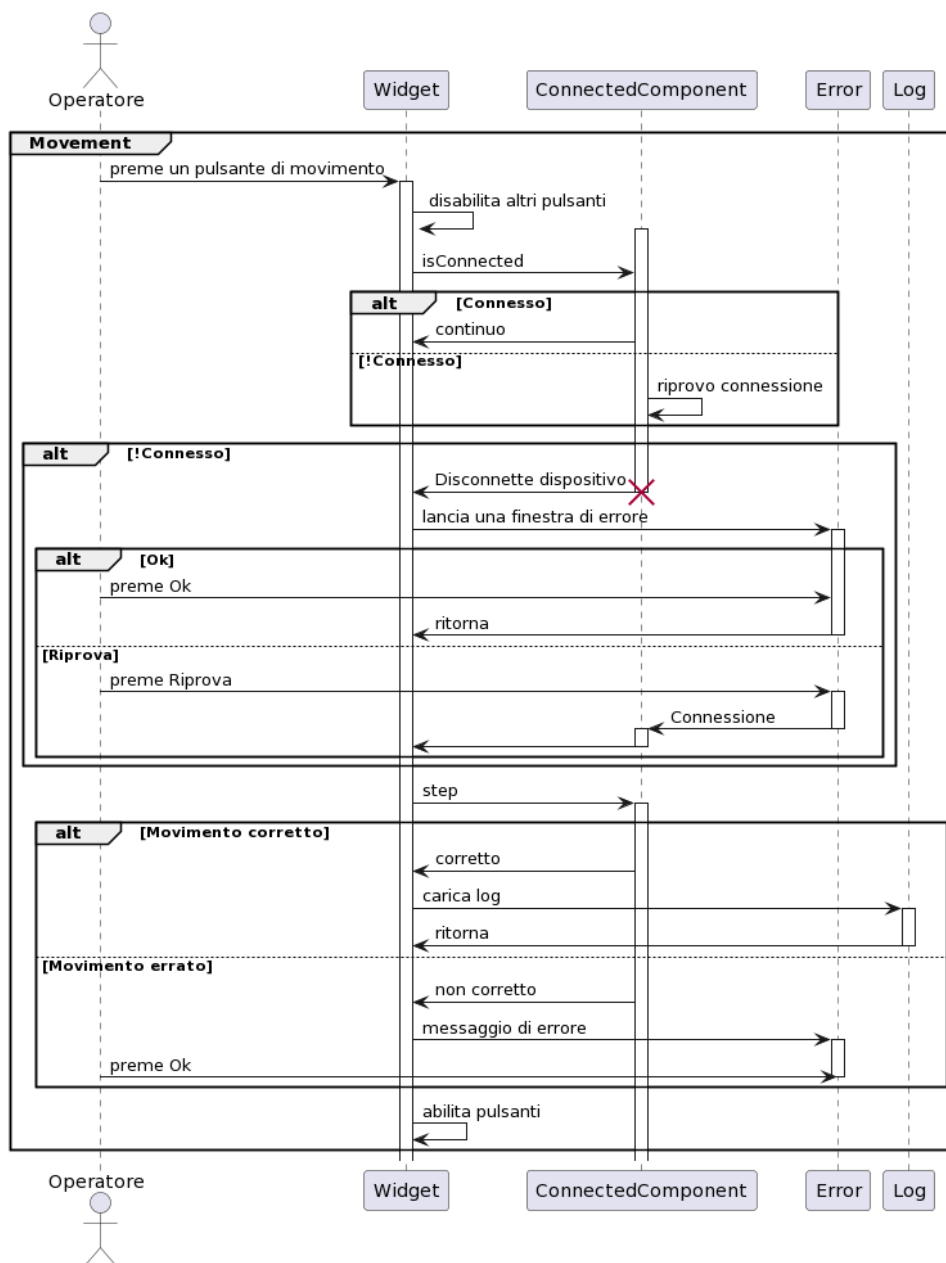 Operatore
Widget
ConnectedComponent
Error
Log
Movement
preme un pulsante di movimento
disabilita altri pulsanti
isConnected
alt [Connesso]
continuo
[!Connesso]
riprovo connessione
alt [!Connesso]
Disconnette dispositivo
lancia una finestra di errore
alt [Ok]
preme Ok
ritorna
[Riprova]
preme Riprova
Connessione
step
alt [Movimento corretto]
corretto
carica log
ritorna
[Movimento errato]
non corretto
messaggio di errore
preme Ok
abilita pulsanti
Operatore
Widget
ConnectedComponent
Error
Log